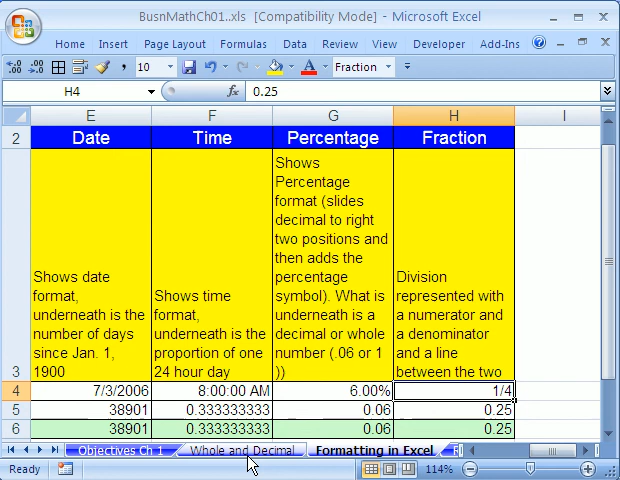 BusnMathCh01..xls [Compatibility Mode] - Microsoft Excel
Home Insert Page Layout Formulas Data Review View Developer Add-Ins
10 Fraction
H4 fx 0.25
E F G H I
2 Date Time Percentage Fraction
Shows
Percentage
format (slides
decimal to right
two positions and
then adds the
Shows date percentage
format, Shows time symbol). What is Division
underneath is the format, underneath is a represented with
number of days underneath is the decimal or whole a numerator and
since Jan. 1, proportion of one number (.06 or 1 a denominator
1900 24 hour day )) and a line
between the two
3
4 7/3/2006 8:00:00 AM 6.00% 1/4
5 38901 0.333333333 0.06 0.25
6 38901 0.333333333 0.06 0.25
Objectives Ch 1 Whole and Decimal Formatting in Excel
Ready 114%